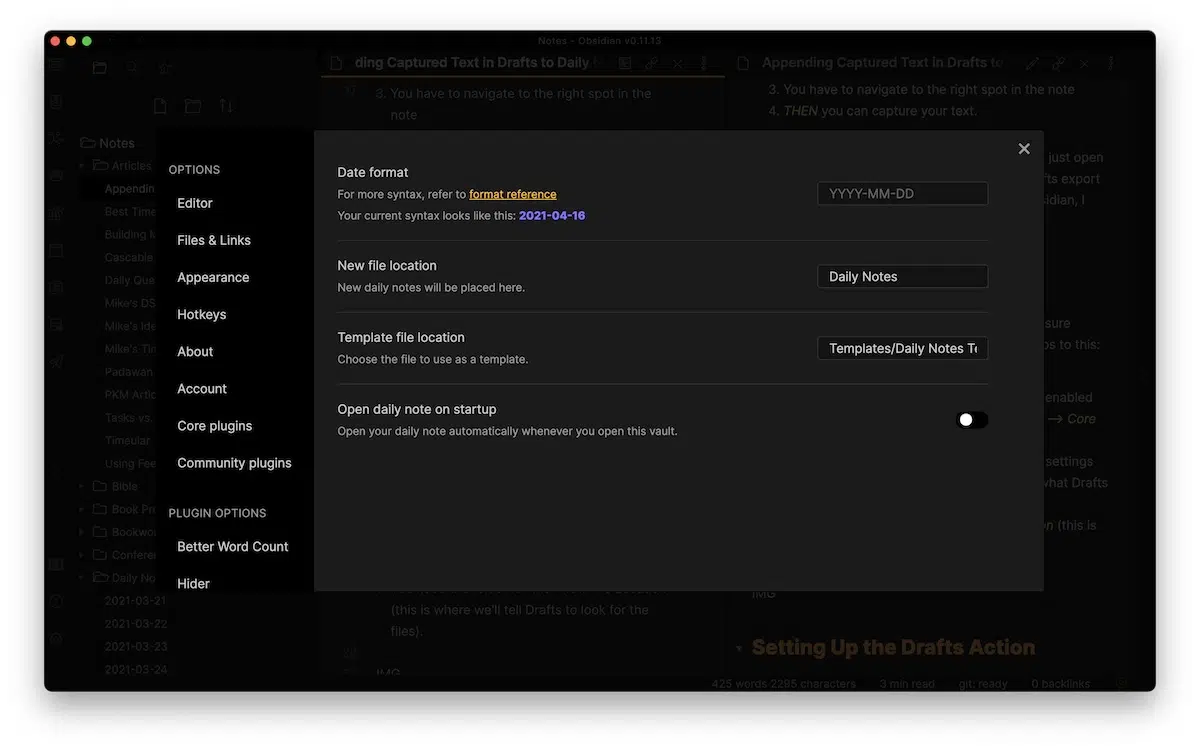 Notes - Obsidian v0.11.13
ding Captured Text in Drafts to Daily
Appending Captured Text in Drafts to
3. You have to navigate to the right spot in the
note
3. You have to navigate to the right spot in the note
4. THEN you can capture your text.
Notes
Articles
Appendin
Best Time
Building
Cascable
Daily Que
Mike's DS
Mike's Ide
Mike's Tin
Padawan
PKM Artic
Tasks vs.
Timeular
Using Fee
Bible
Book Pr
Bookwo
Confere
Daily No
2021-03-21
2021-03-22
2021-03-23
2021-03-24
OPTIONS
Editor
Files & Links
Appearance
Hotkeys
About
Account
Core plugins
Community plugins
PLUGIN OPTIONS
Better Word Count
Hider
Date format
For more syntax, refer to format reference
Your current syntax looks like this: 2021-04-16
YYYY-MM-DD
New file location
New daily notes will be placed here.
Daily Notes
Template file location
Choose the file to use as a template.
Templates/Daily Notes Te
Open daily note on startup
Open your daily note automatically whenever you open this vault.
just open
fts export
sidian, I
sure
os to this:
enabled
–> Core
settings
what Drafts
n (this is
(this is where we'll tell Drafts to look for the
files).
IMG
IMG
Setting Up the Drafts Action
425 words 2285 characters
3 min read
git: ready
0 backlinks